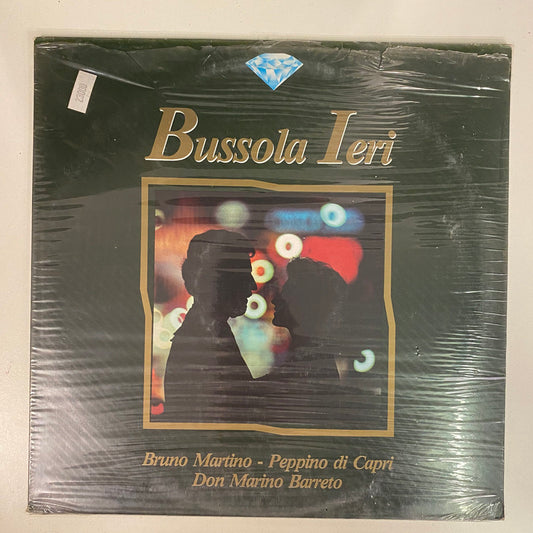 Bussola Ieri
Bruno Martino - Peppino di Capri
Don Marino Barreto